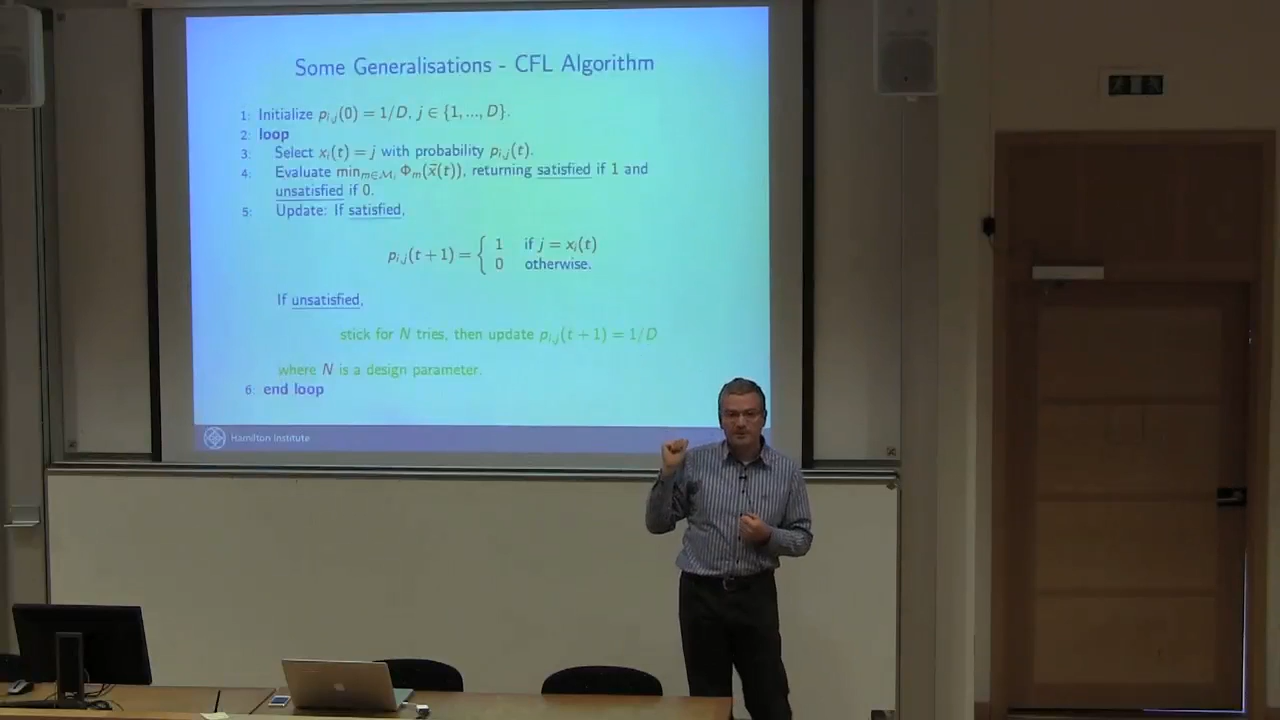 Some Generalisations - CFL Algorithm
1: Initialize p_{i,j}(0) = 1/D, j ∈ {1, ..., D}.
2: loop
3: Select x_i(t) = j with probability p_{i,j}(t).
4: Evaluate min_{m∈M_i} Φ_m(x⃗(t)), returning satisfied if 1 and
unsatisfied if 0.
5: Update: If satisfied,
p_{i,j}(t + 1) = { 1 if j = x_i(t)
0 otherwise.
If unsatisfied,
stick for N tries, then update p_{i,j}(t + 1) = 1/D
where N is a design parameter.
6: end loop
Hamilton Institute